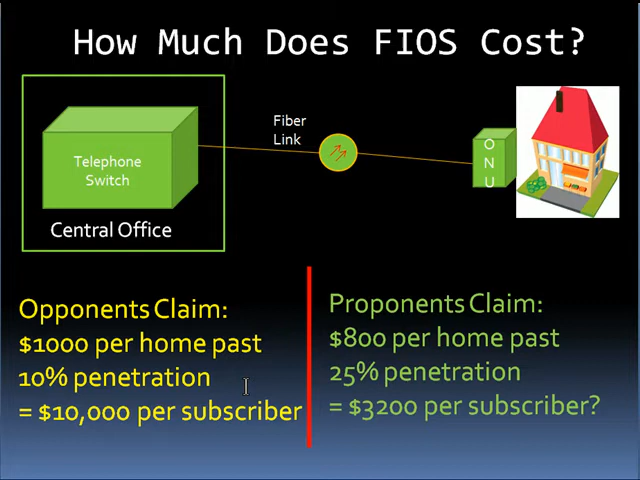 How Much Does FIOS Cost?
Fiber
Link
Telephone
Switch
O
N
U
Central Office
Opponents Claim:
$1000 per home past
10% penetration
= $10,000 per subscriber
Proponents Claim:
$800 per home past
25% penetration
= $3200 per subscriber?